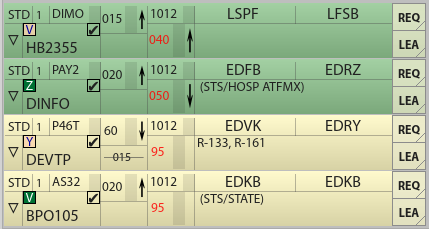 STD 1 DIMO 015 1012 LSPF LFSB REQ
V 040
HB2355 LEA
STD 1 PAY2 020 1012 EDFB EDRZ REQ
Z 050 (STS/HOSP ATFMX)
DINFO LEA
STD 1 P46T 60 1012 EDVK EDRY REQ
Y 015 95 R-133, R-161
DEVTP LEA
STD 1 AS32 020 1012 EDKB EDKB REQ
V 95 (STS/STATE)
BPO105 LEA